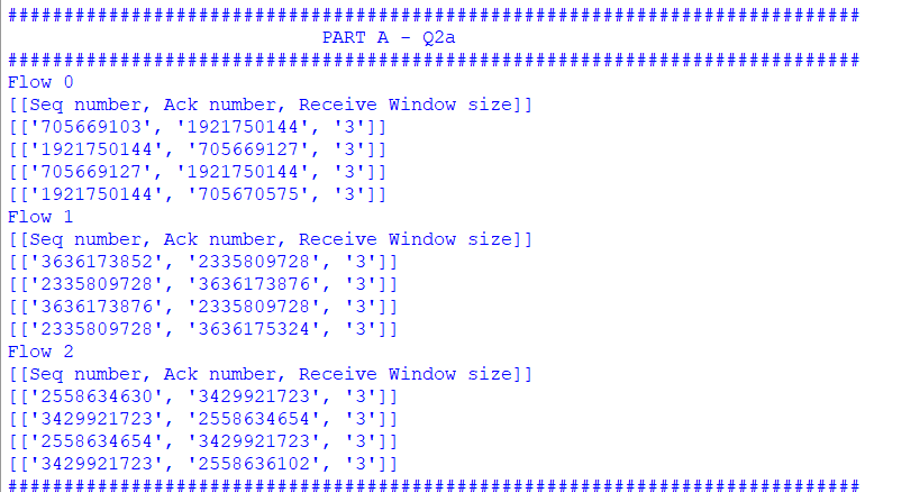 ############################################################################
PART A - Q2a
############################################################################
Flow 0
[[Seq number, Ack number, Receive Window size]]
[['705669103', '1921750144', '3']]
[['1921750144', '705669127', '3']]
[['705669127', '1921750144', '3']]
[['1921750144', '705670575', '3']]
Flow 1
[[Seq number, Ack number, Receive Window size]]
[['3636173852', '2335809728', '3']]
[['2335809728', '3636173876', '3']]
[['3636173876', '2335809728', '3']]
[['2335809728', '3636175324', '3']]
Flow 2
[[Seq number, Ack number, Receive Window size]]
[['2558634630', '3429921723', '3']]
[['3429921723', '2558634654', '3']]
[['2558634654', '3429921723', '3']]
[['3429921723', '2558636102', '3']]
############################################################################